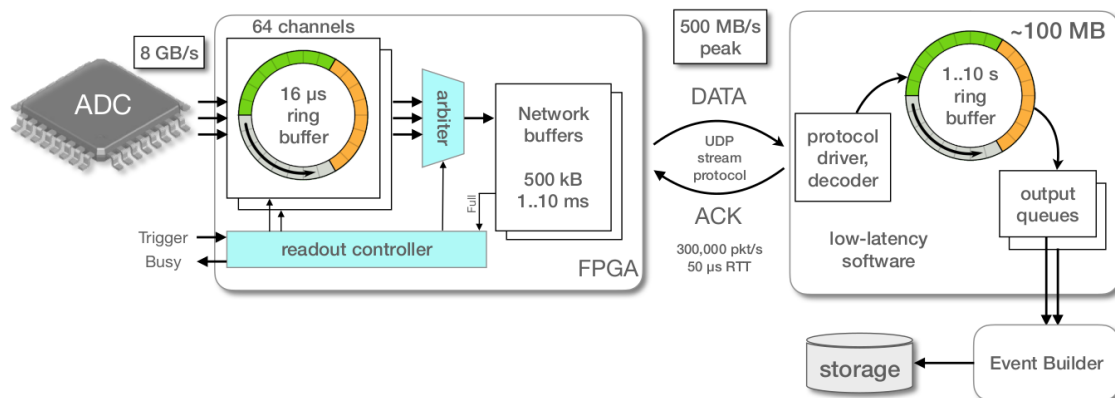 ADC
8 GB/s
64 channels
16 µs
ring
buffer
arbiter
Network
buffers
500 kB
1..10 ms
Full
Trigger
Busy
readout controller
FPGA
500 MB/s
peak
DATA
UDP
stream
protocol
ACK
300,000 pkt/s
50 µs RTT
~100 MB
protocol
driver,
decoder
1..10 s
ring
buffer
output
queues
low-latency
software
Event Builder
storage